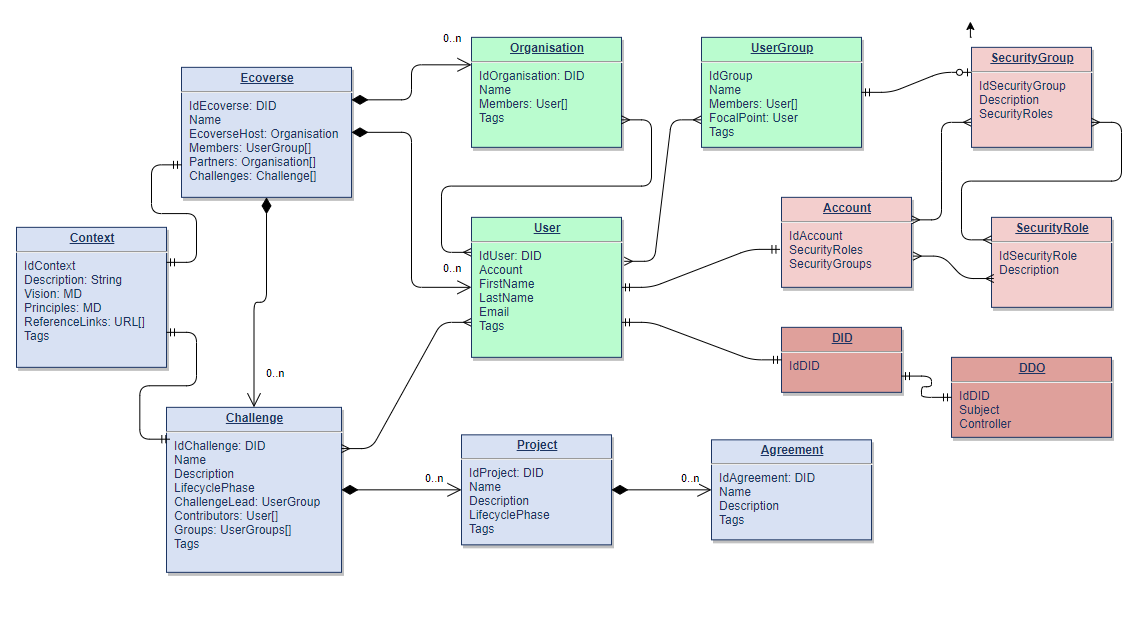 Ecoverse
IdEcoverse: DID
Name
EcoverseHost: Organisation
Members: UserGroup[]
Partners: Organisation[]
Challenges: Challenge[]
0..n
Organisation
IdOrganisation: DID
Name
Members: User[]
Tags
UserGroup
IdGroup
Name
Members: User[]
FocalPoint: User
Tags
SecurityGroup
IdSecurityGroup
Description
SecurityRoles
Context
IdContext
Description: String
Vision: MD
Principles: MD
ReferenceLinks: URL[]
Tags
0..n
User
IdUser: DID
Account
FirstName
LastName
Email
Tags
Account
IdAccount
SecurityRoles
SecurityGroups
SecurityRole
IdSecurityRole
Description
DID
IdDID
DDO
IdDID
Subject
Controller
0..n
Challenge
IdChallenge: DID
Name
Description
LifecyclePhase
ChallengeLead: UserGroup
Contributors: User[]
Groups: UserGroups[]
Tags
0..n
Project
IdProject: DID
Name
Description
LifecyclePhase
Tags
0..n
Agreement
IdAgreement: DID
Name
Description
Tags